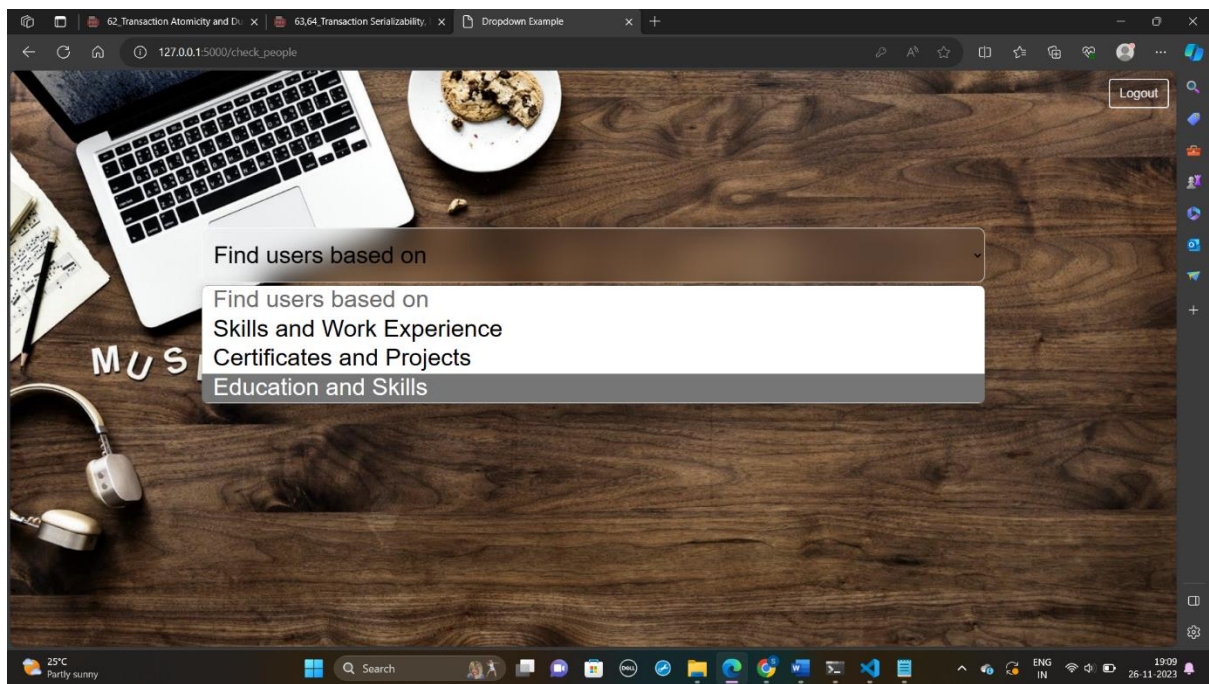 62_Transaction Atomicity and Du
63,64_Transaction Serializability,
Dropdown Example
127.0.0.1:5000/check_people
Logout
Find users based on
Find users based on
Skills and Work Experience
Certificates and Projects
Education and Skills
MUS
25°C
Partly sunny
Search
DELL
ENG
IN
19:09
26-11-2023